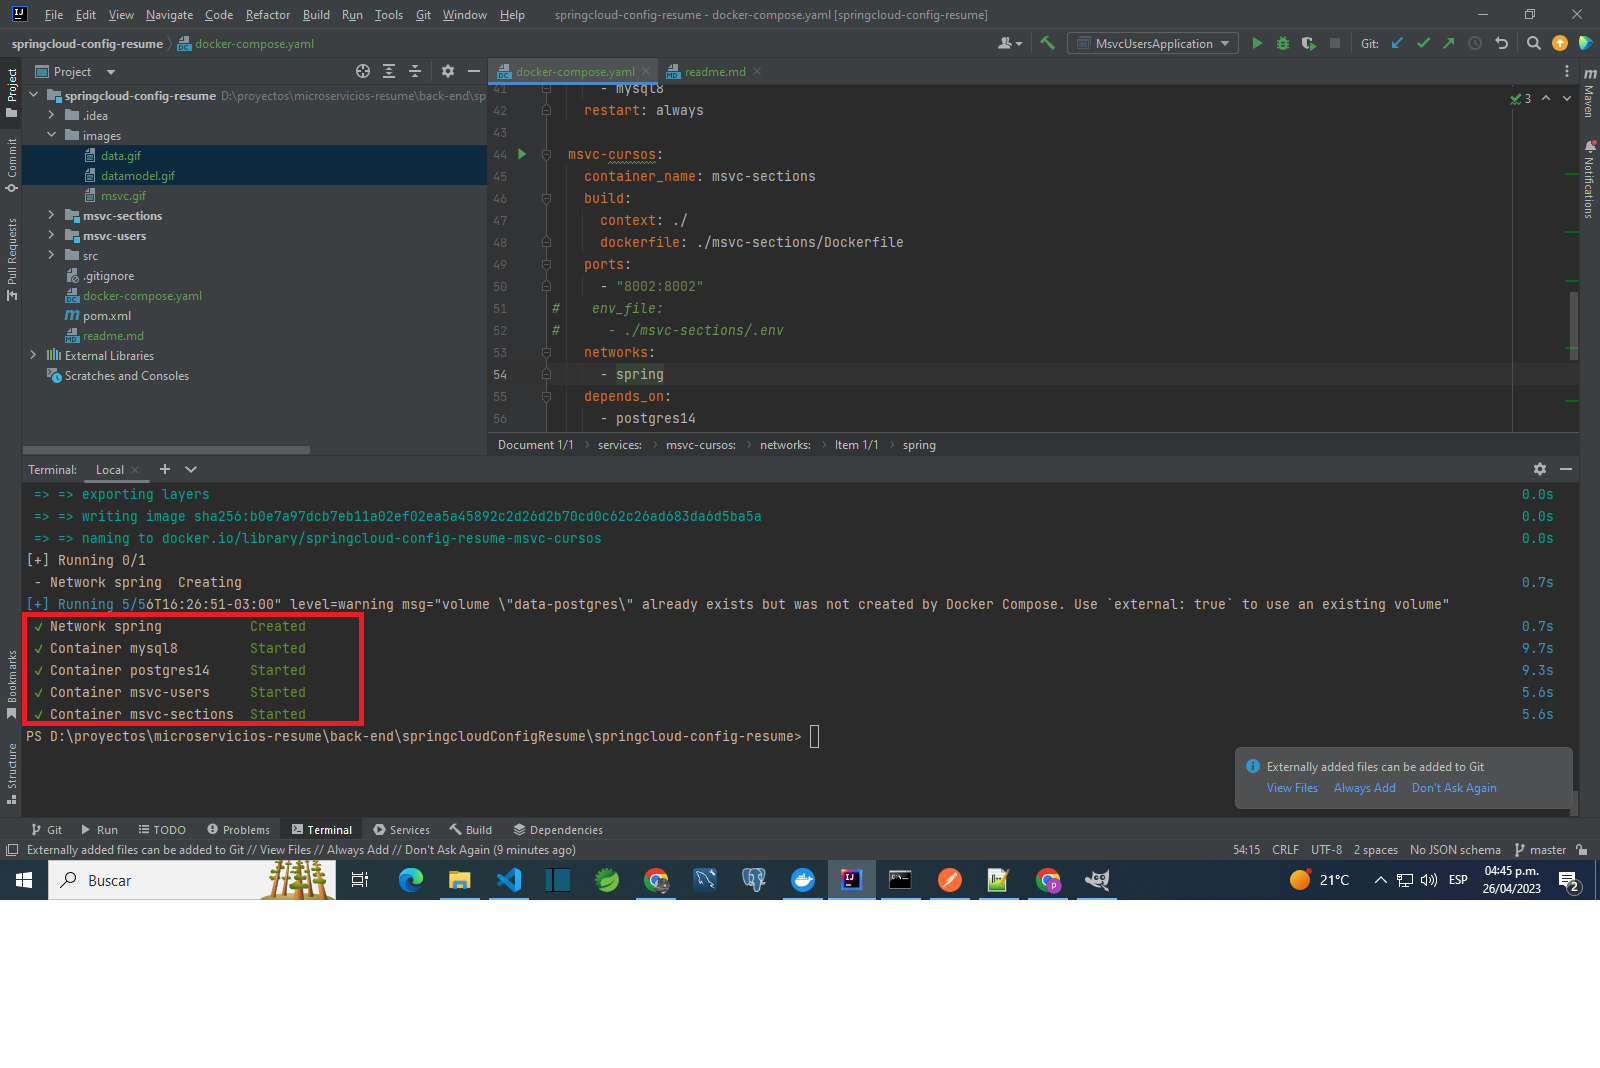 File Edit View Navigate Code Refactor Build Run Tools Git Window Help springcloud-config-resume - docker-compose.yaml [springcloud-config-resume]
springcloud-config-resume docker-compose.yaml MsvcUsersApplication Git:
Project
docker-compose.yaml readme.md
springcloud-config-resume D:\proyectos\microservicios-resume\back-end\sp
.idea
images
data.gif
datamodel.gif
msvc.gif
msvc-sections
msvc-users
src
.gitignore
docker-compose.yaml
pom.xml
readme.md
External Libraries
Scratches and Consoles
Project
Commit
Pull Requests
Bookmarks
Structure
Maven
Notifications
3
41 - mysql8
42 restart: always
43
44 msvc-cursos:
45 container_name: msvc-sections
46 build:
47 context: ./
48 dockerfile: ./msvc-sections/Dockerfile
49 ports:
50 - "8002:8002"
51 # env_file:
52 # - ./msvc-sections/.env
53 networks:
54 - spring
55 depends_on:
56 - postgres14
Document 1/1 services: msvc-cursos: networks: Item 1/1 spring
Terminal: Local
=> => exporting layers 0.0s
=> => writing image sha256:b0e7a97dcb7eb11a02ef02ea5a45892c2d26d2b70cd0c62c26ad683da6d5ba5a 0.0s
=> => naming to docker.io/library/springcloud-config-resume-msvc-cursos 0.0s
[+] Running 0/1
- Network spring Creating 0.7s
[+] Running 5/56T16:26:51-03:00" level=warning msg="volume \"data-postgres\" already exists but was not created by Docker Compose. Use `external: true` to use an existing volume"
✓ Network spring Created 0.7s
✓ Container mysql8 Started 9.7s
✓ Container postgres14 Started 9.3s
✓ Container msvc-users Started 5.6s
✓ Container msvc-sections Started 5.6s
PS D:\proyectos\microservicios-resume\back-end\springcloudConfigResume\springcloud-config-resume>
Externally added files can be added to Git
View Files Always Add Don't Ask Again
Git Run TODO Problems Terminal Services Build Dependencies
Externally added files can be added to Git // View Files // Always Add // Don't Ask Again (9 minutes ago) 54:15 CRLF UTF-8 2 spaces No JSON schema master
Buscar 21°C ESP 04:45 p.m.
26/04/2023 2